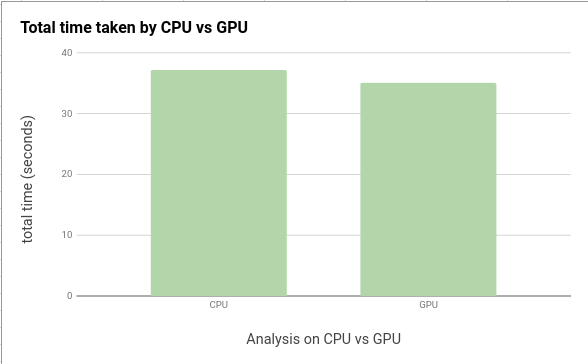 Total time taken by CPU vs GPU
total time (seconds)
40
30
20
10
0
CPU
GPU
Analysis on CPU vs GPU